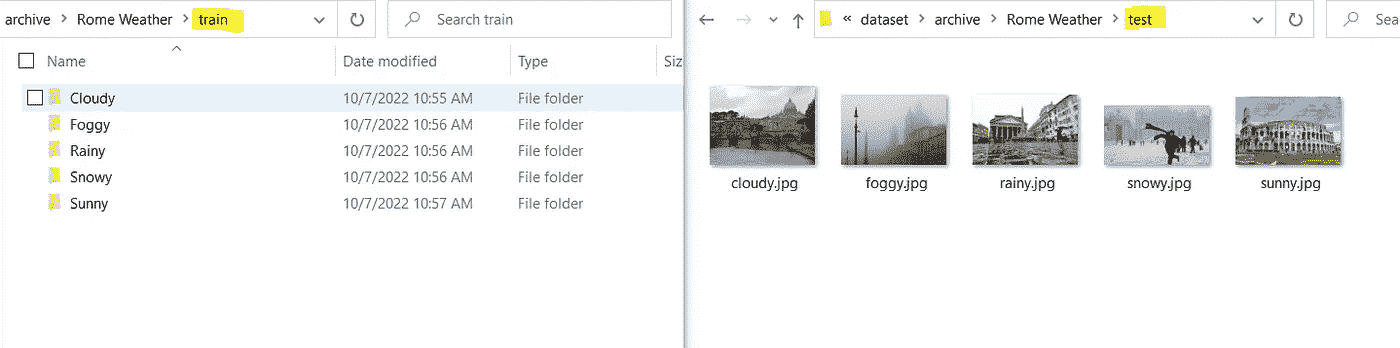 archive > Rome Weather > train
Search train
Name Date modified Type Siz
Cloudy 10/7/2022 10:55 AM File folder
Foggy 10/7/2022 10:56 AM File folder
Rainy 10/7/2022 10:56 AM File folder
Snowy 10/7/2022 10:56 AM File folder
Sunny 10/7/2022 10:57 AM File folder
« dataset > archive > Rome Weather > test
Sea
cloudy.jpg foggy.jpg rainy.jpg snowy.jpg sunny.jpg